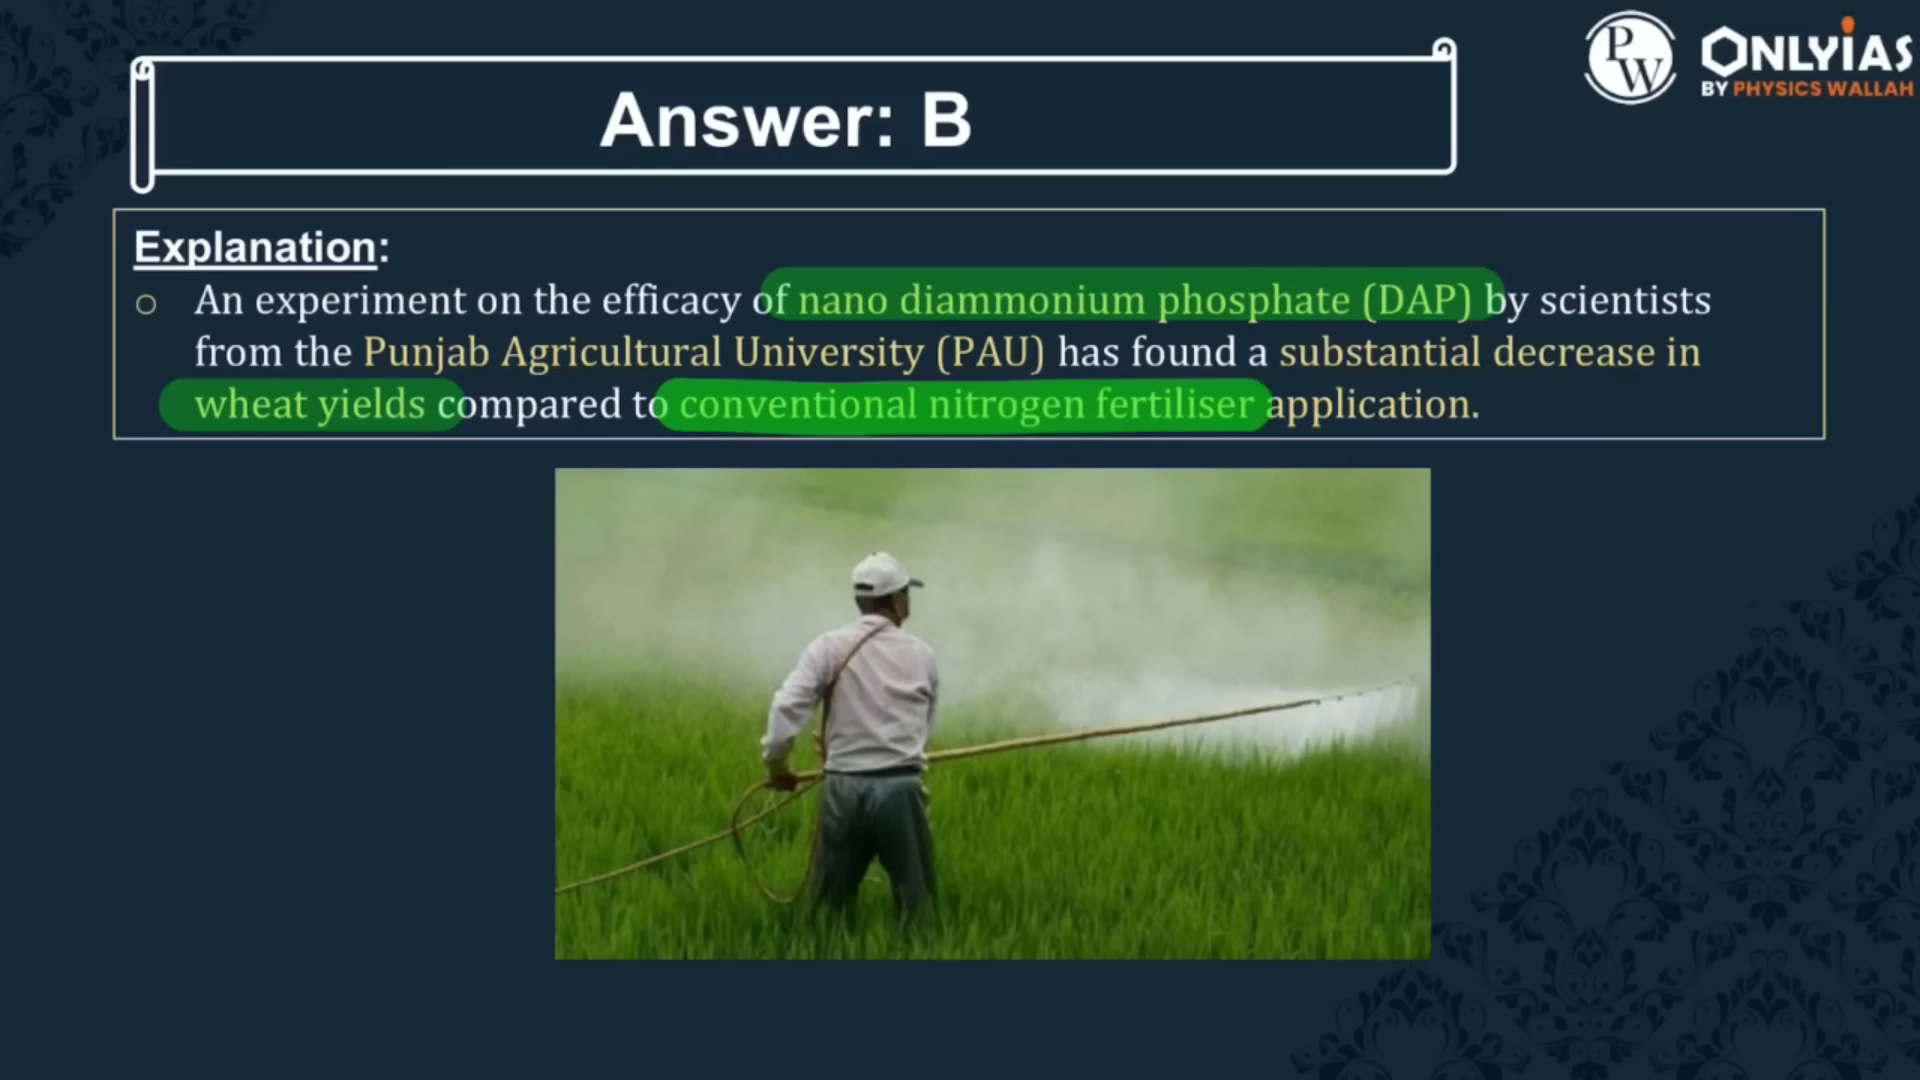 PW
ONLYIAS
BY PHYSICS WALLAH
Answer: B
Explanation:
An experiment on the efficacy of nano diammonium phosphate (DAP) by scientists
from the Punjab Agricultural University (PAU) has found a substantial decrease in
wheat yields compared to conventional nitrogen fertiliser application.